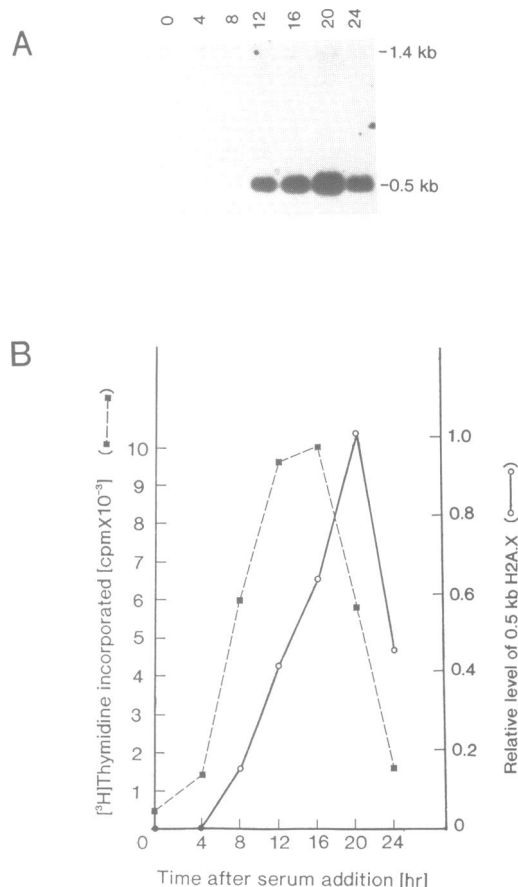 A
0 4 8 12 16 20 24
-1.4 kb
-0.5 kb
B
[³H]Thymidine incorporated [cpmX10⁻³] (■---■)
10
9
8
7
6
5
4
3
2
1
0 4 8 12 16 20 24
Time after serum addition [hr]
1.0
0.8
0.6
0.4
0.2
0
Relative level of 0.5 kb H2A.X (o—o)